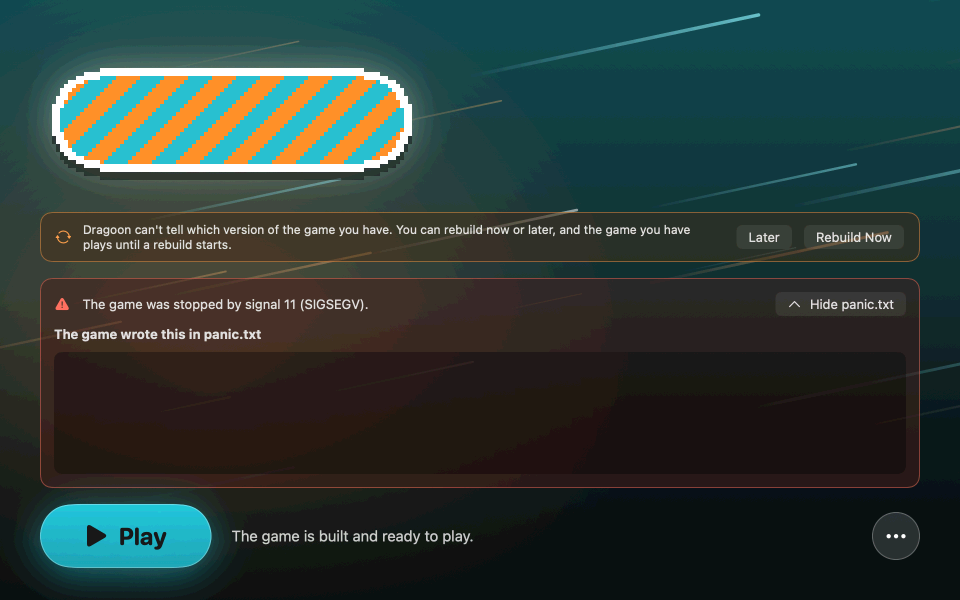 Dragoon can't tell which version of the game you have. You can rebuild now or later, and the game you have
plays until a rebuild starts.
Later
Rebuild Now
The game was stopped by signal 11 (SIGSEGV).
Hide panic.txt
The game wrote this in panic.txt
Play
The game is built and ready to play.